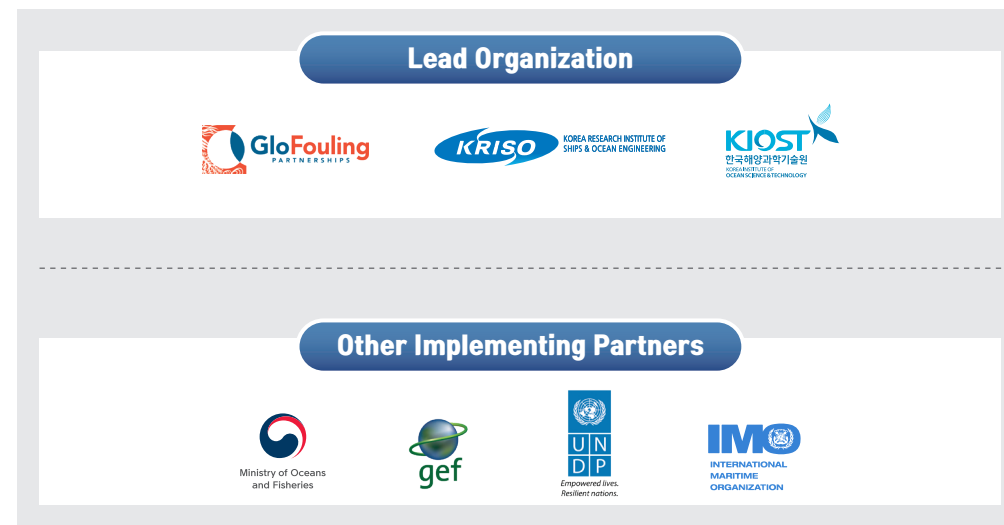 Lead Organization
GloFouling
PARTNERSHIPS
KRISO
KOREA RESEARCH INSTITUTE OF
SHIPS & OCEAN ENGINEERING
KIOST
한국해양과학기술원
KOREA INSTITUTE OF
OCEAN SCIENCE & TECHNOLOGY
Other Implementing Partners
Ministry of Oceans
and Fisheries
gef
UN
DP
Empowered lives.
Resilient nations.
IMO
INTERNATIONAL
MARITIME
ORGANIZATION